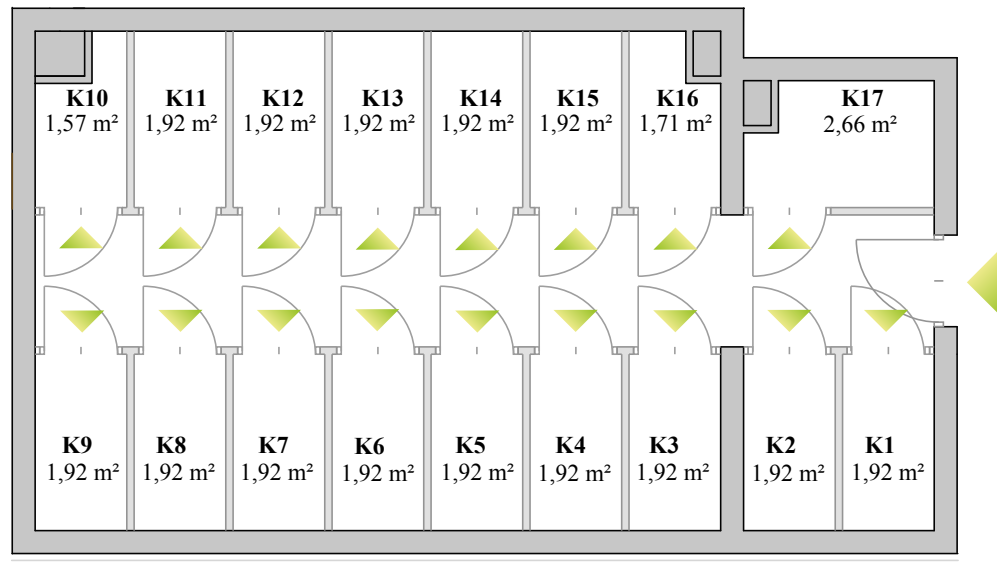 K10 K11 K12 K13 K14 K15 K16 K17
1,57 m² 1,92 m² 1,92 m² 1,92 m² 1,92 m² 1,92 m² 1,71 m² 2,66 m²
K9 K8 K7 K6 K5 K4 K3 K2 K1
1,92 m² 1,92 m² 1,92 m² 1,92 m² 1,92 m² 1,92 m² 1,92 m² 1,92 m² 1,92 m²